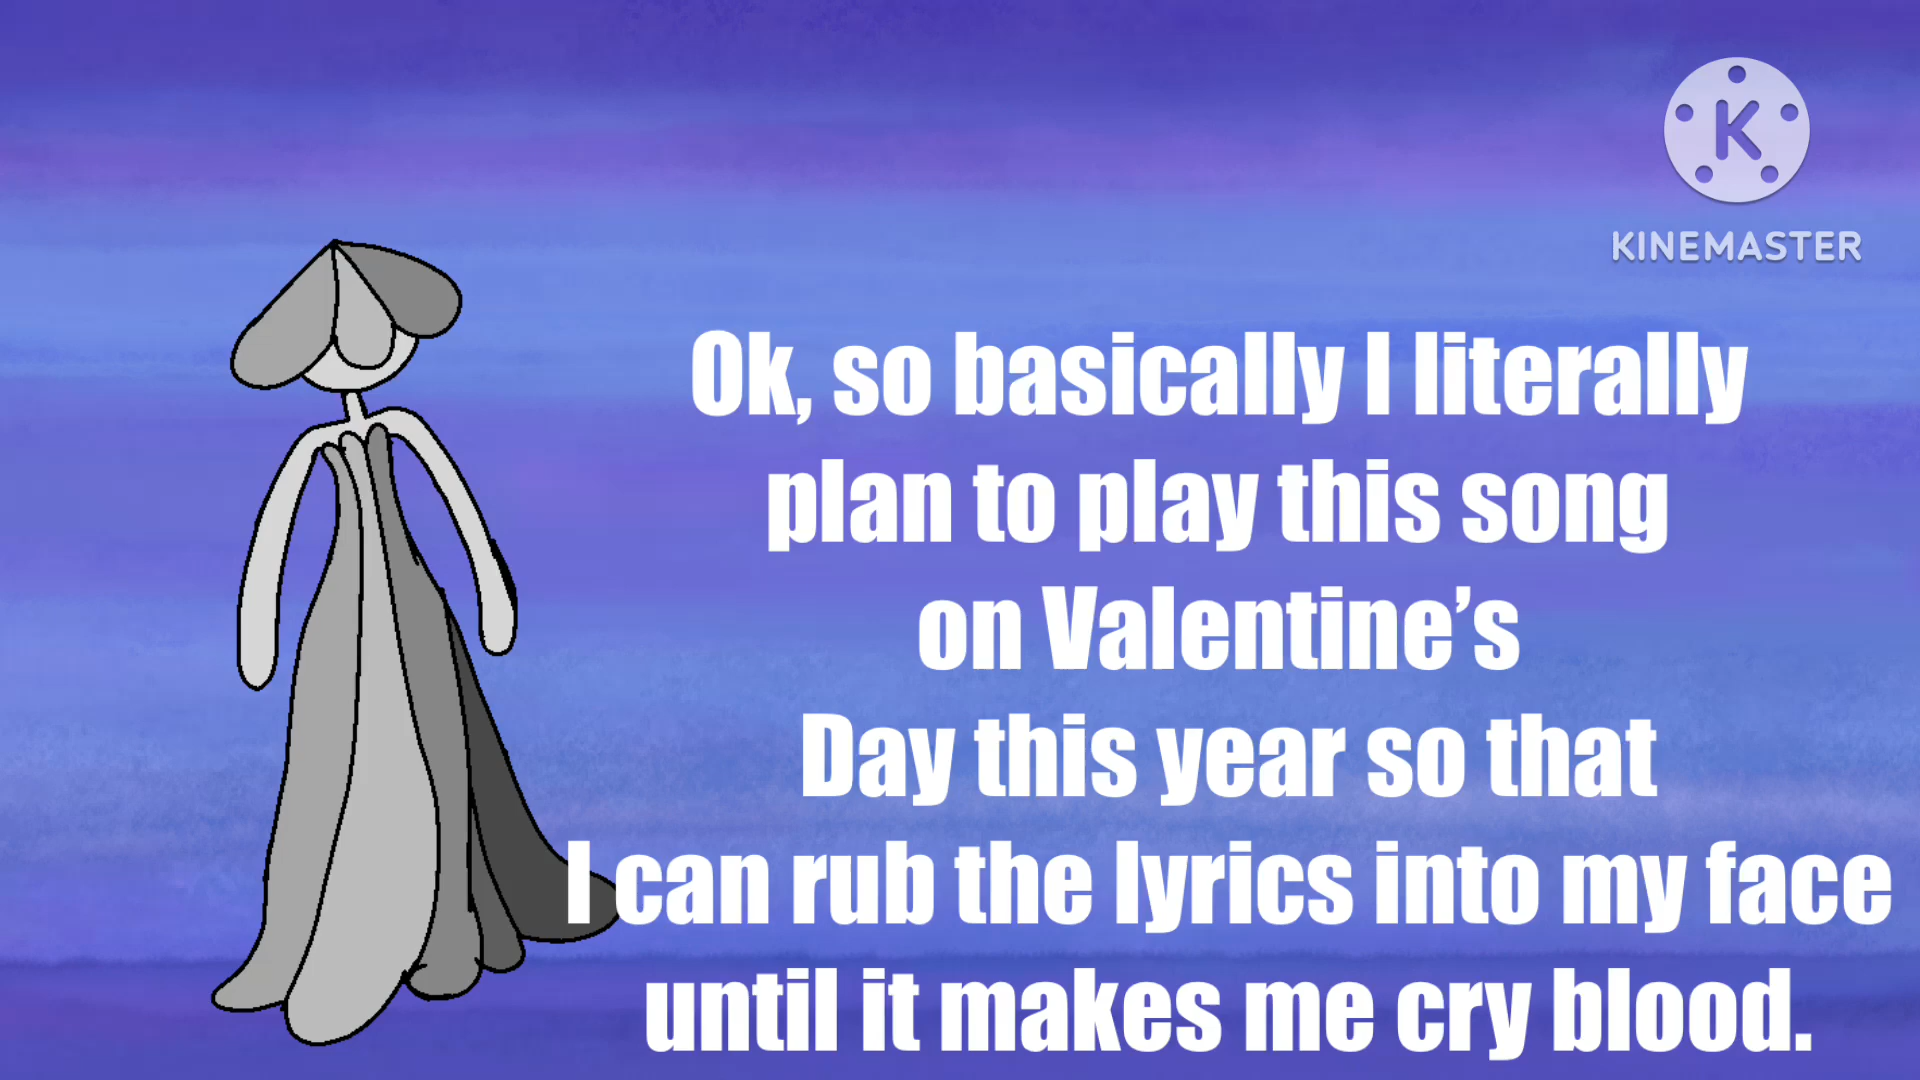 K
KINEMASTER
Ok, so basically I literally
plan to play this song
on Valentine’s
Day this year so that
I can rub the lyrics into my face
until it makes me cry blood.